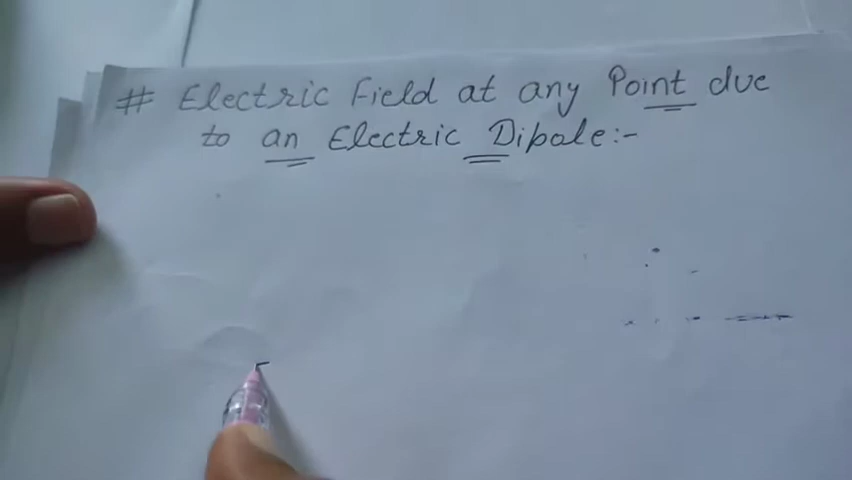 # Electric Field at any Point due
to an Electric Dipole:-